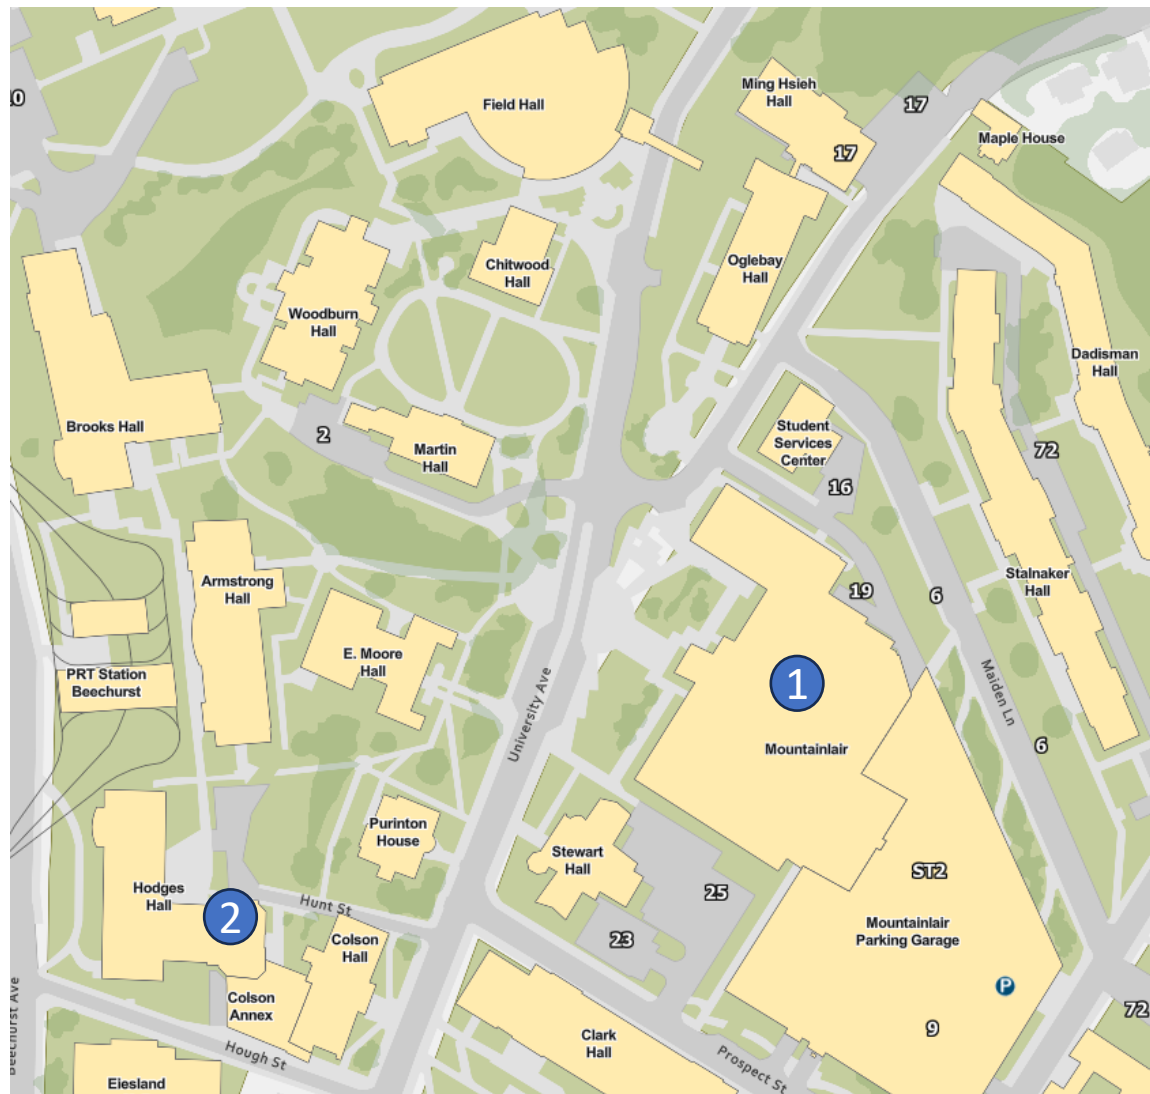 Field Hall
Ming Hsieh
Hall
17
17
Maple House
Chitwood
Hall
Oglebay
Hall
Woodburn
Hall
Dadisman
Hall
Brooks Hall
2
Martin
Hall
Student
Services
Center
72
16
Armstrong
Hall
Stalnaker
Hall
19
6
E. Moore
Hall
PRT Station
Beechurst
University Ave
1
Maiden Ln
6
Mountainlair
Purinton
House
Stewart
Hall
ST2
25
Hodges
Hall
2
Hunt St
Colson
Hall
23
Mountainlair
Parking Garage
P
Colson
Annex
Beechurst Ave
9
72
Clark
Hall
Hough St
Prospect St
Eiesland